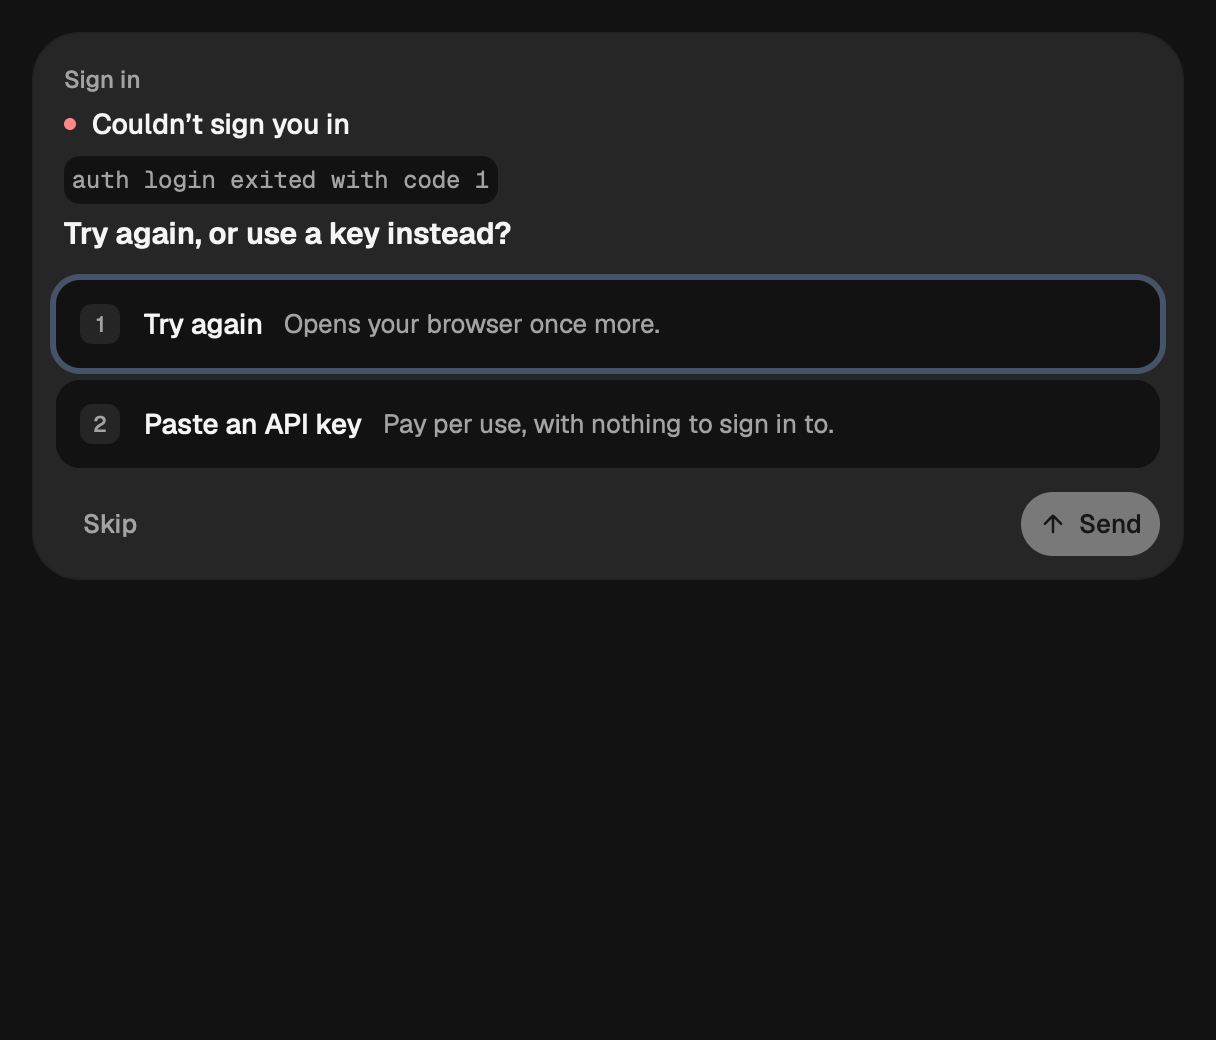 Sign in
Couldn’t sign you in
auth login exited with code 1
Try again, or use a key instead?
1 Try again Opens your browser once more.
2 Paste an API key Pay per use, with nothing to sign in to.
Skip
Send